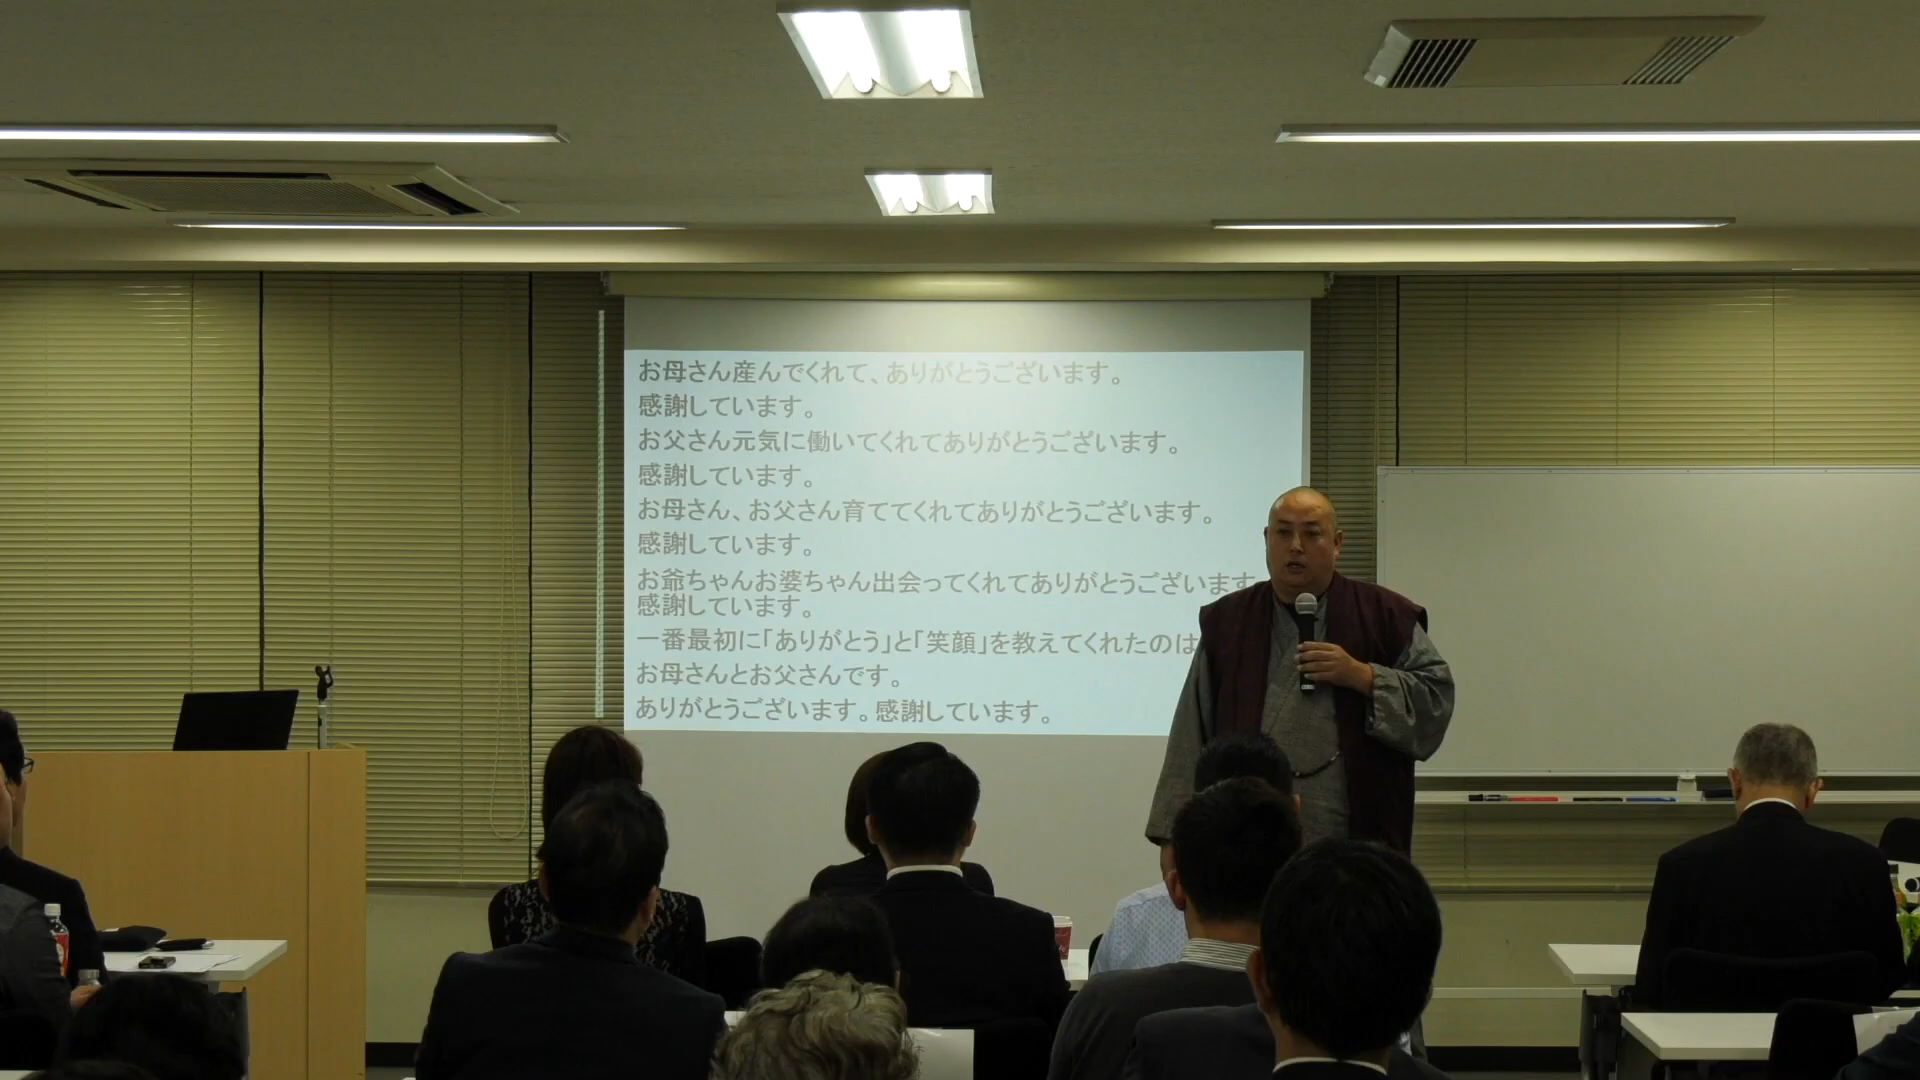 お母さん産んでくれて、ありがとうございます。
感謝しています。
お父さん元気に働いてくれてありがとうございます。
感謝しています。
お母さん、お父さん育ててくれてありがとうございます。
感謝しています。
お爺ちゃんお婆ちゃん出会ってくれてありがとうございます
感謝しています。
一番最初に「ありがとう」と「笑顔」を教えてくれたのは
お母さんとお父さんです。
ありがとうございます。感謝しています。